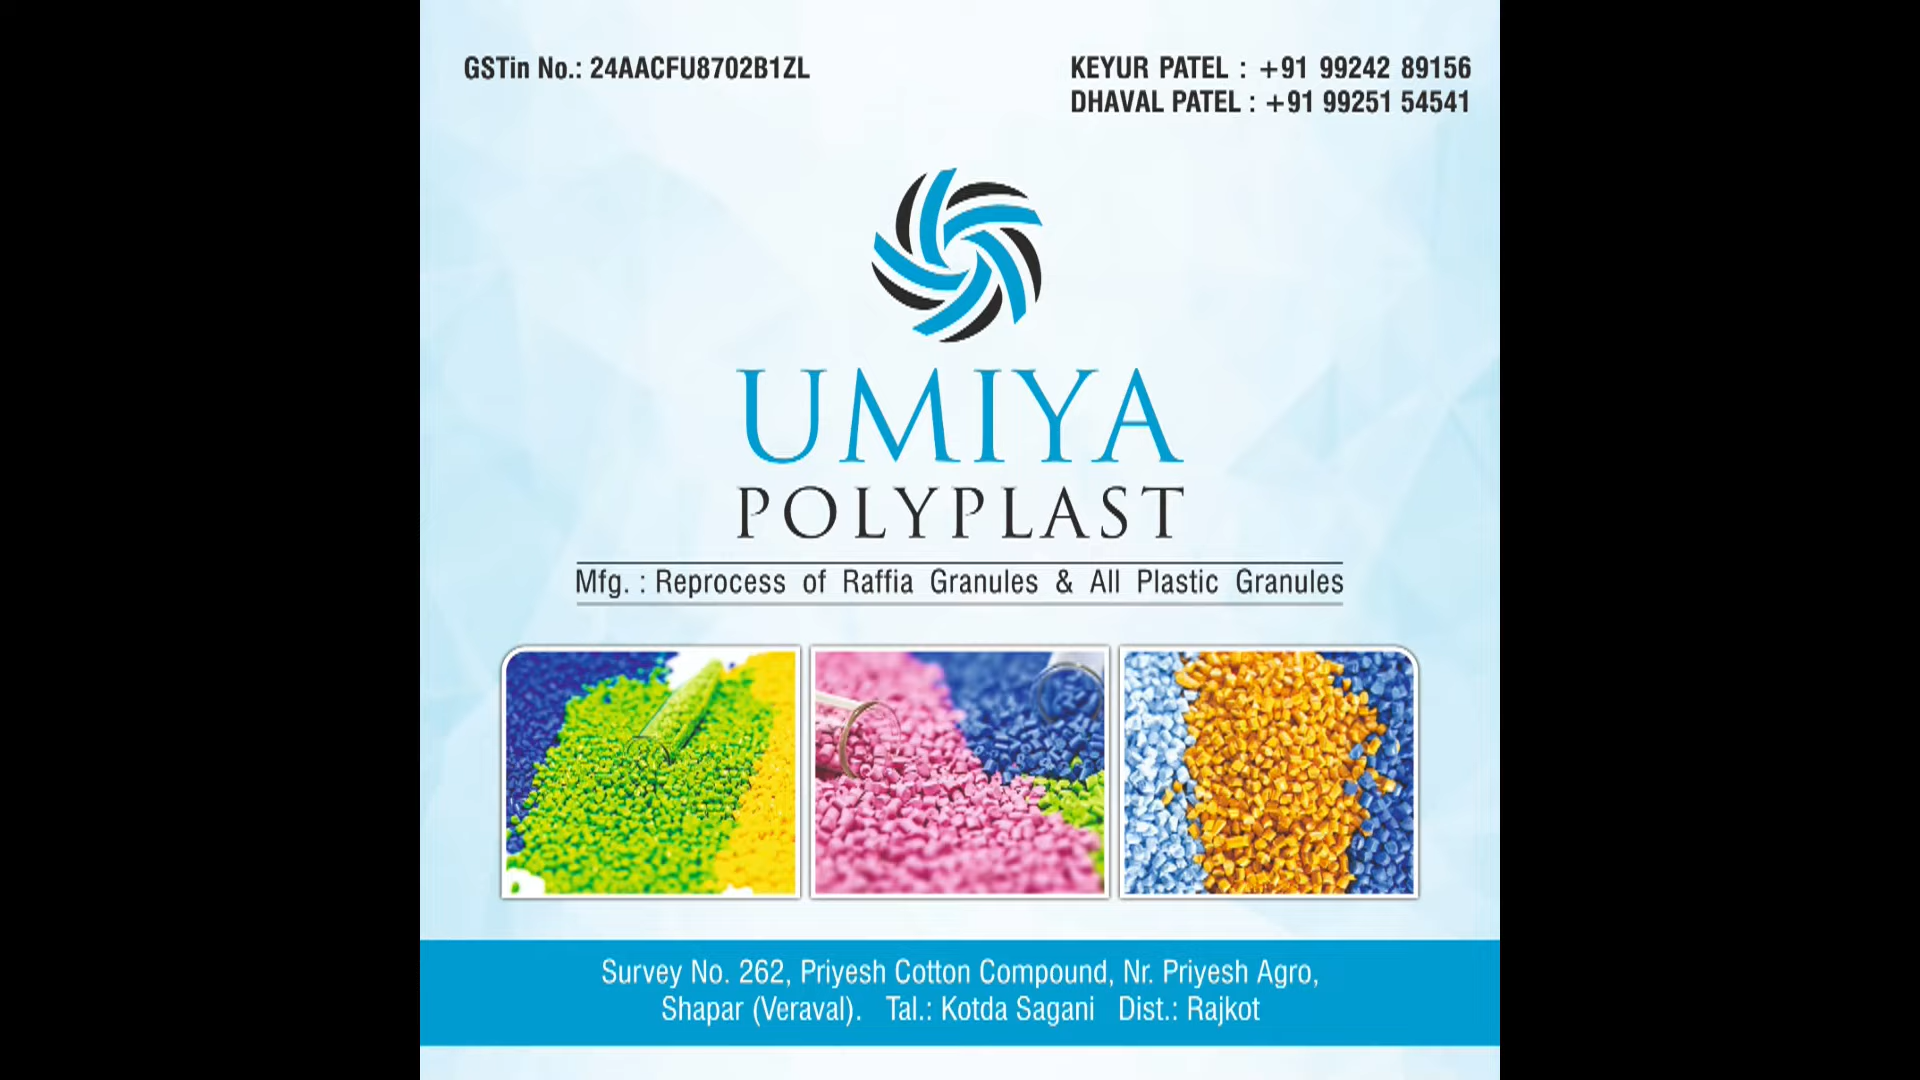 GSTin No.: 24AACFU8702B1ZL
KEYUR PATEL : +91 99242 89156
DHAVAL PATEL : +91 99251 54541
UMIYA
POLYPLAST
Mfg. : Reprocess of Raffia Granules & All Plastic Granules
Survey No. 262, Priyesh Cotton Compound, Nr. Priyesh Agro,
Shapar (Veraval). Tal.: Kotda Sagani Dist.: Rajkot